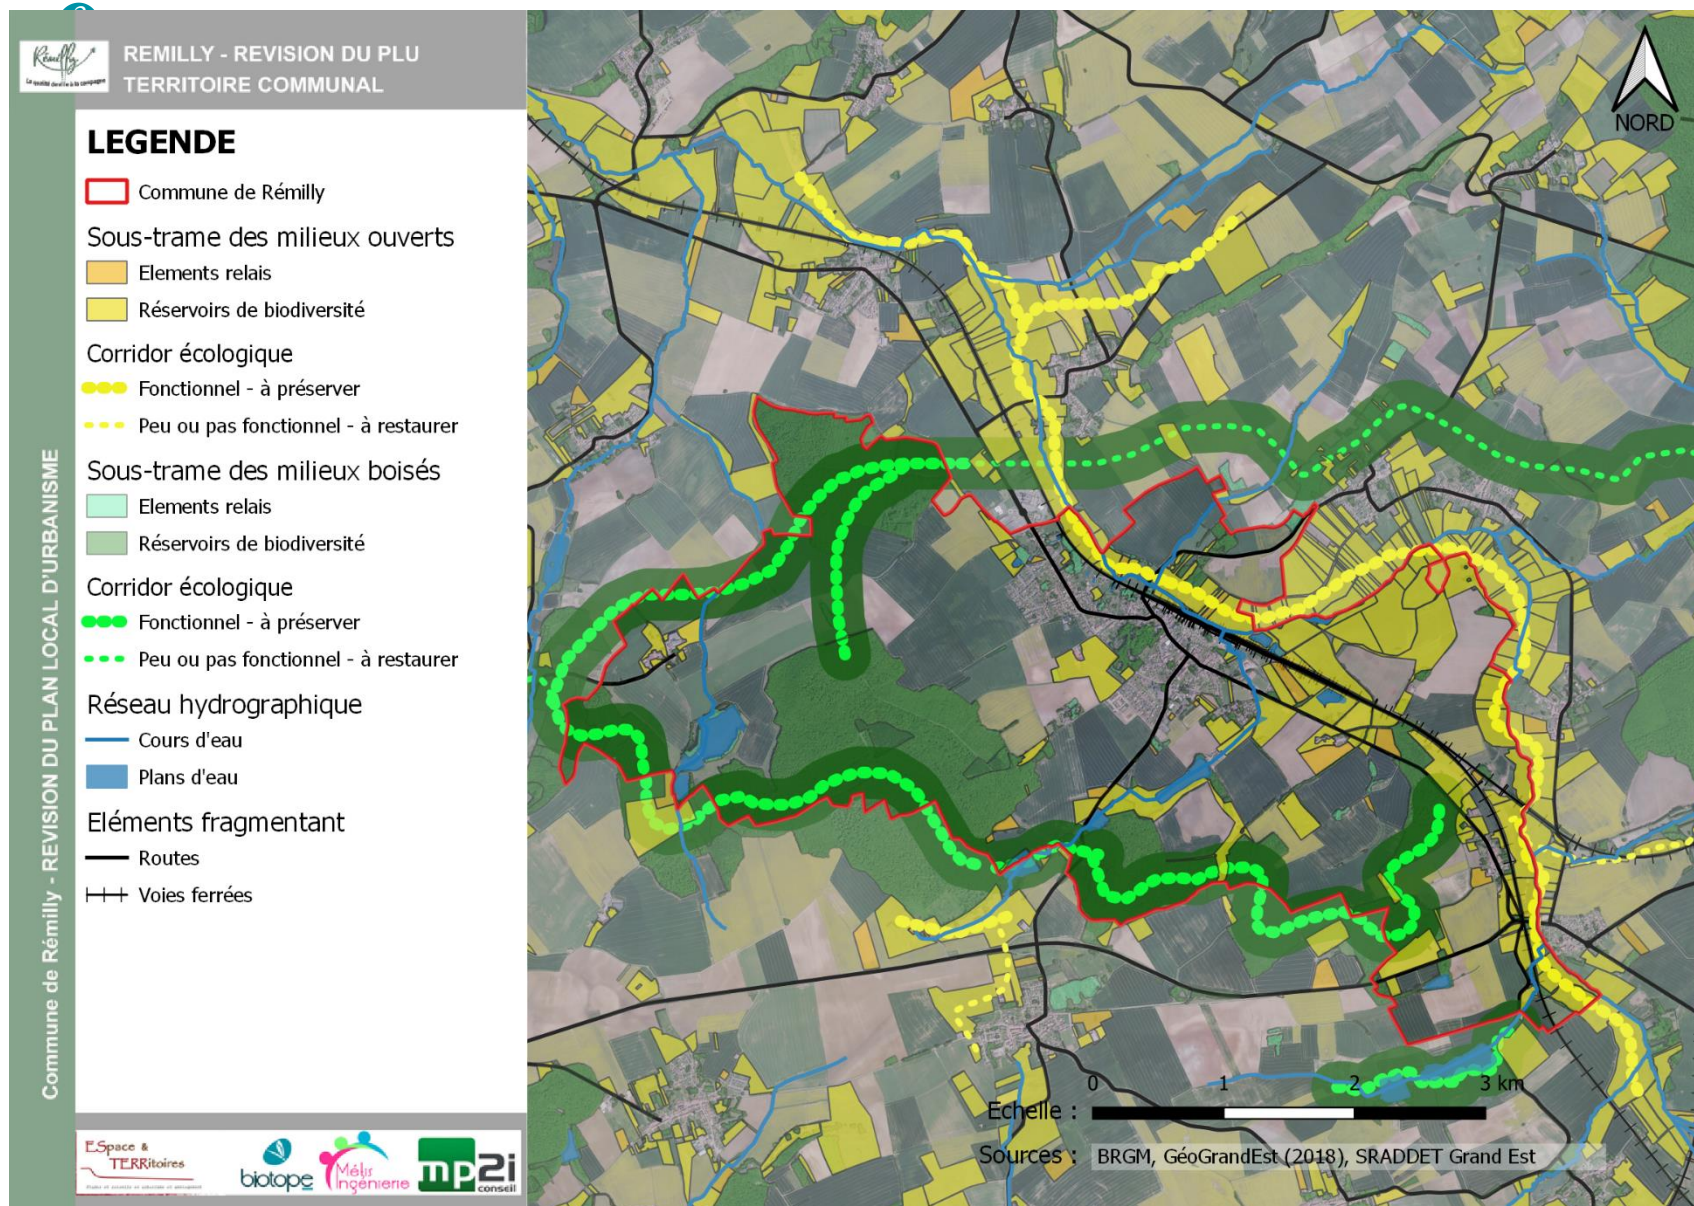 Rémilly
REMILLY - REVISION DU PLU
TERRITOIRE COMMUNAL
LEGENDE
Commune de Rémilly
Sous-trame des milieux ouverts
Elements relais
Réservoirs de biodiversité
Corridor écologique
Fonctionnel - à préserver
Peu ou pas fonctionnel - à restaurer
Sous-trame des milieux boisés
Elements relais
Réservoirs de biodiversité
Corridor écologique
Fonctionnel - à préserver
Peu ou pas fonctionnel - à restaurer
Réseau hydrographique
Cours d'eau
Plans d'eau
Eléments fragmentant
Routes
Voies ferrées
Commune de Rémilly - REVISION DU PLAN LOCAL D'URBANISME
ESpace &
TERRitoires
biotope
Mélis
Ingénierie
mp2i
conseil
NORD
0 1 2 3 km
Echelle :
Sources : BRGM, GéoGrandEst (2018), SRADDET Grand Est